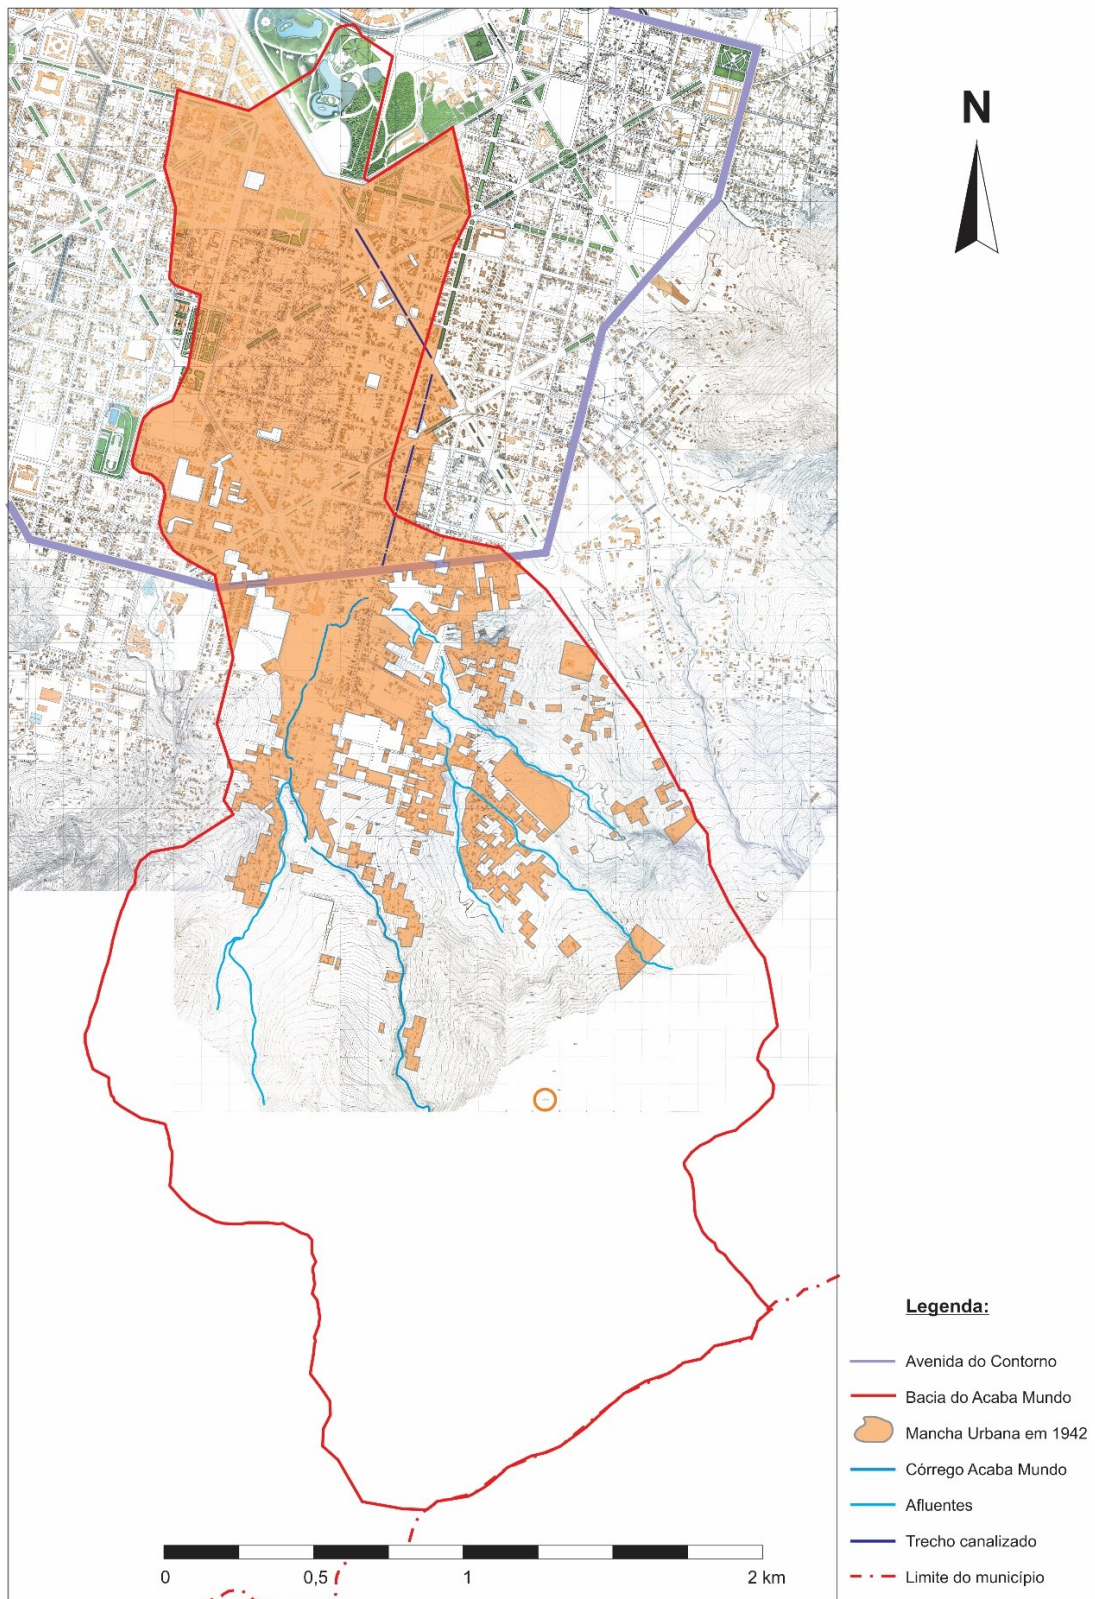 N
Legenda:
Avenida do Contorno
Bacia do Acaba Mundo
Mancha Urbana em 1942
Córrego Acaba Mundo
Afluentes
Trecho canalizado
Limite do município
0 0,5 1 2 km